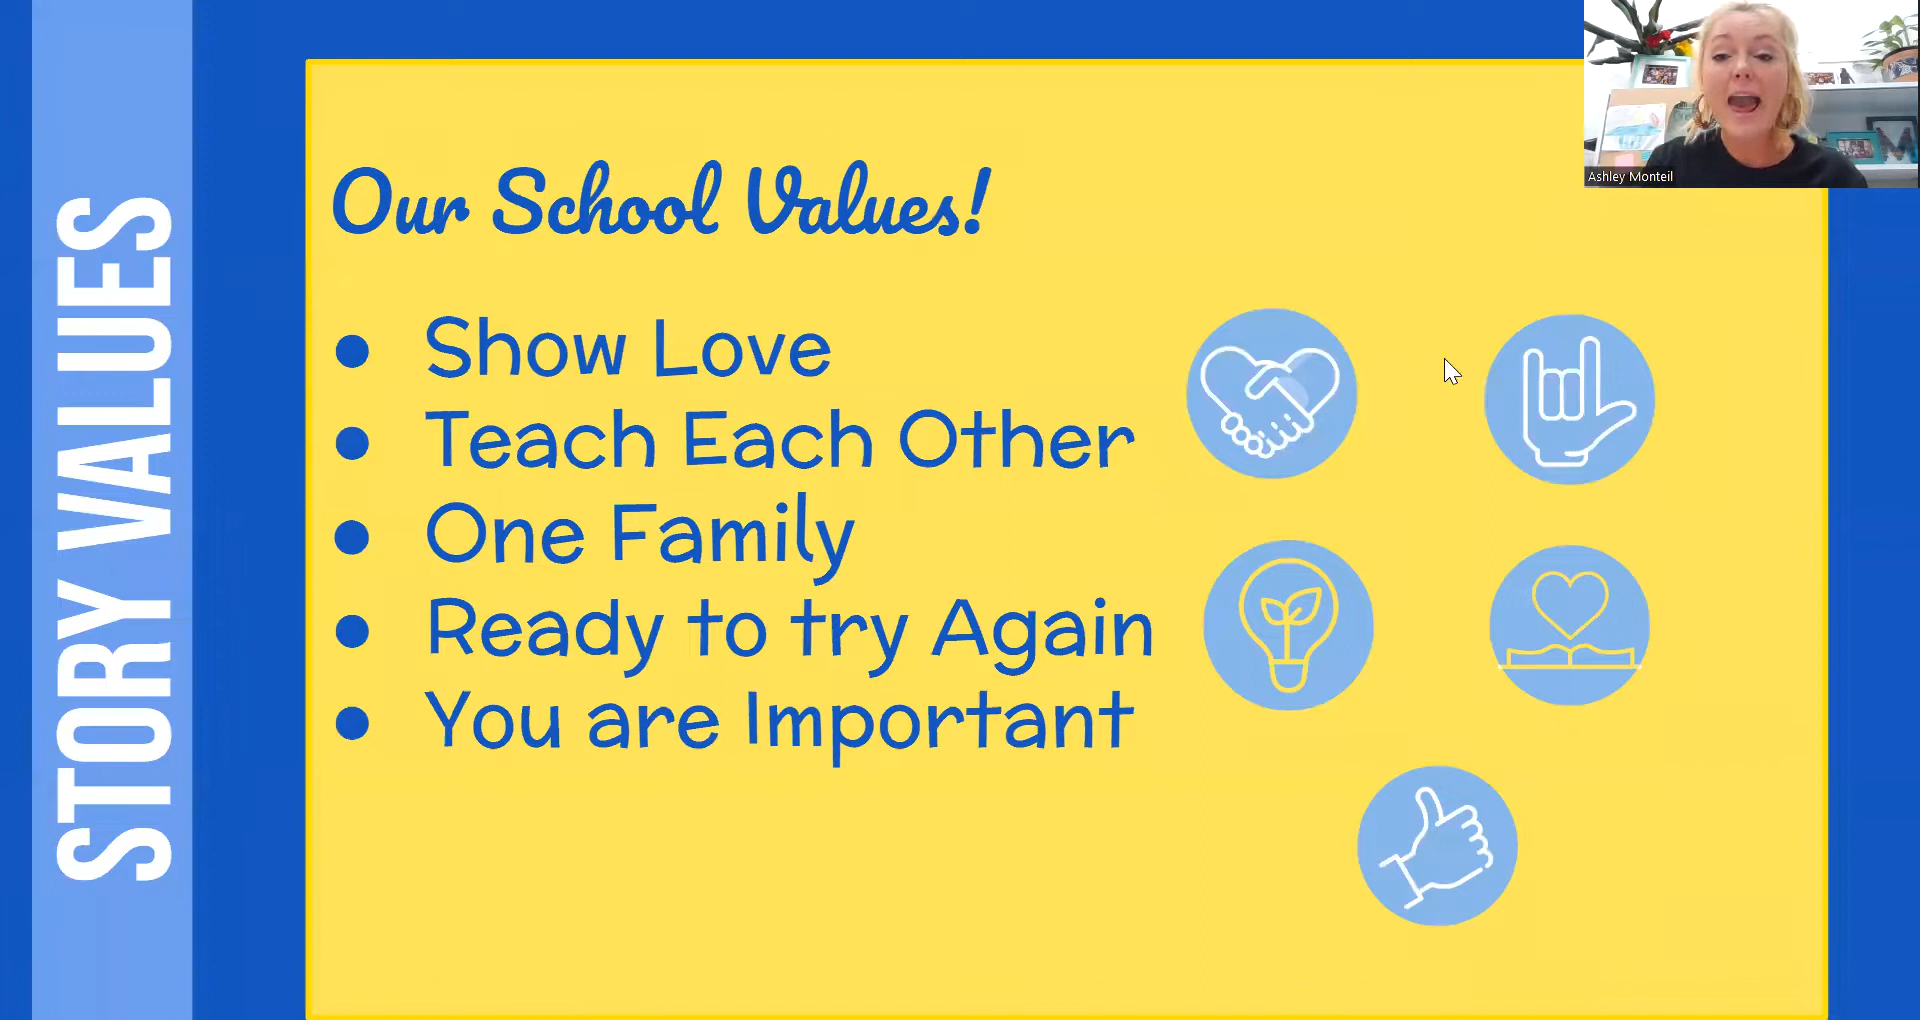 STORY VALUES
Our School Values!
Show Love
Teach Each Other
One Family
Ready to try Again
You are Important
Ashley Monteil